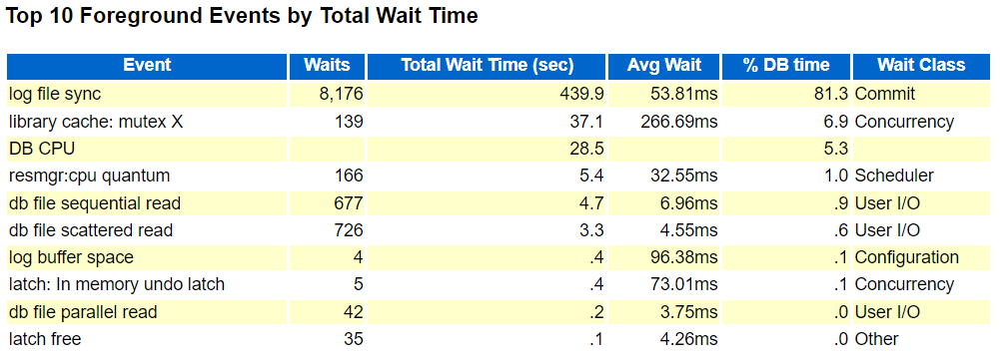 Top 10 Foreground Events by Total Wait Time
Event Waits Total Wait Time (sec) Avg Wait % DB time Wait Class
log file sync 8,176 439.9 53.81ms 81.3 Commit
library cache: mutex X 139 37.1 266.69ms 6.9 Concurrency
DB CPU 28.5 5.3
resmgr:cpu quantum 166 5.4 32.55ms 1.0 Scheduler
db file sequential read 677 4.7 6.96ms .9 User I/O
db file scattered read 726 3.3 4.55ms .6 User I/O
log buffer space 4 .4 96.38ms .1 Configuration
latch: In memory undo latch 5 .4 73.01ms .1 Concurrency
db file parallel read 42 .2 3.75ms .0 User I/O
latch free 35 .1 4.26ms .0 Other